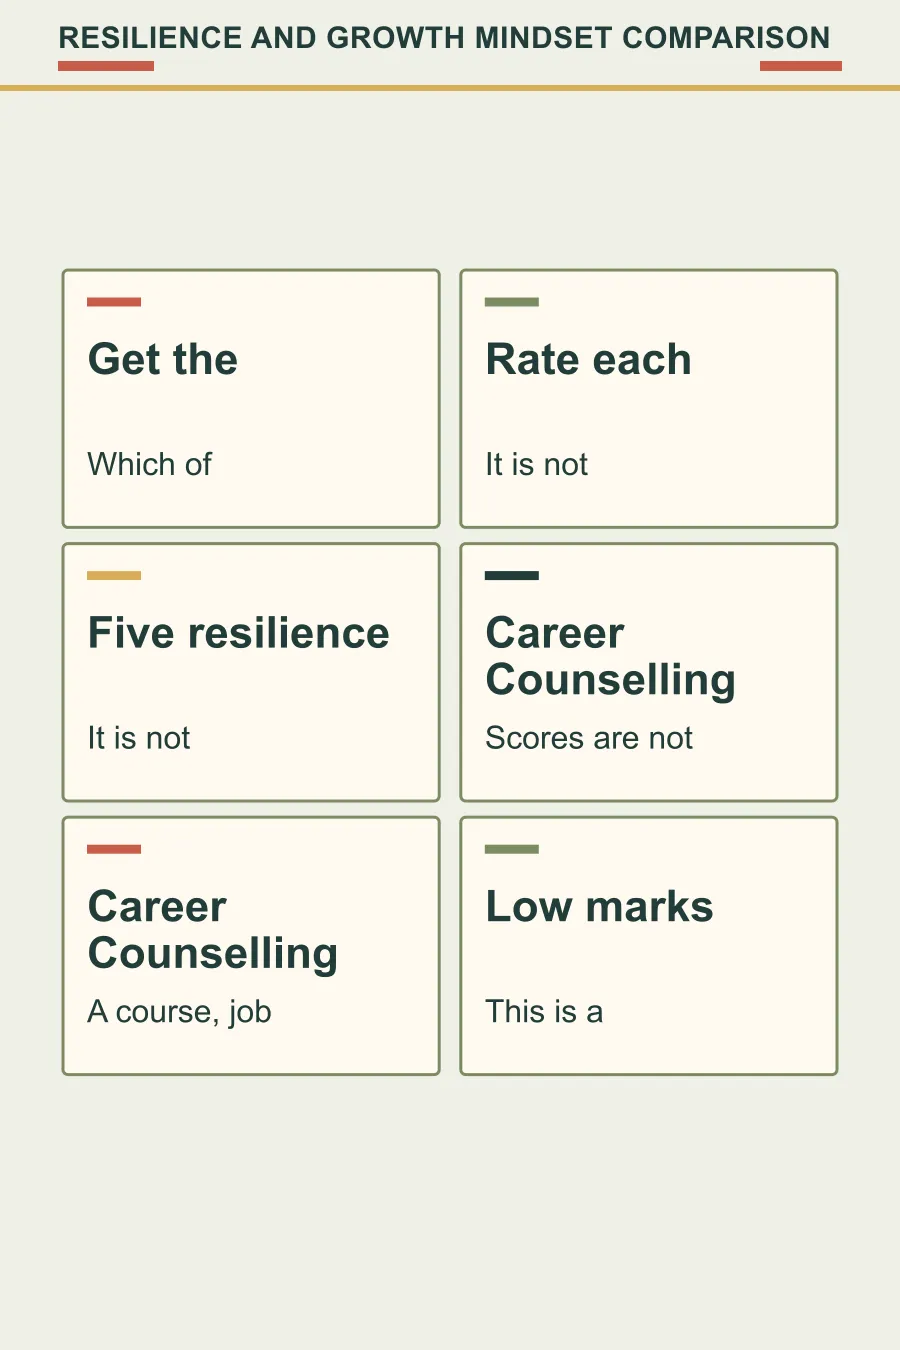 RESILIENCE AND GROWTH MINDSET COMPARISON
Get the
Which of
Rate each
It is not
Five resilience
It is not
Career
Counselling
Scores are not
Career
Counselling
A course, job
Low marks
This is a